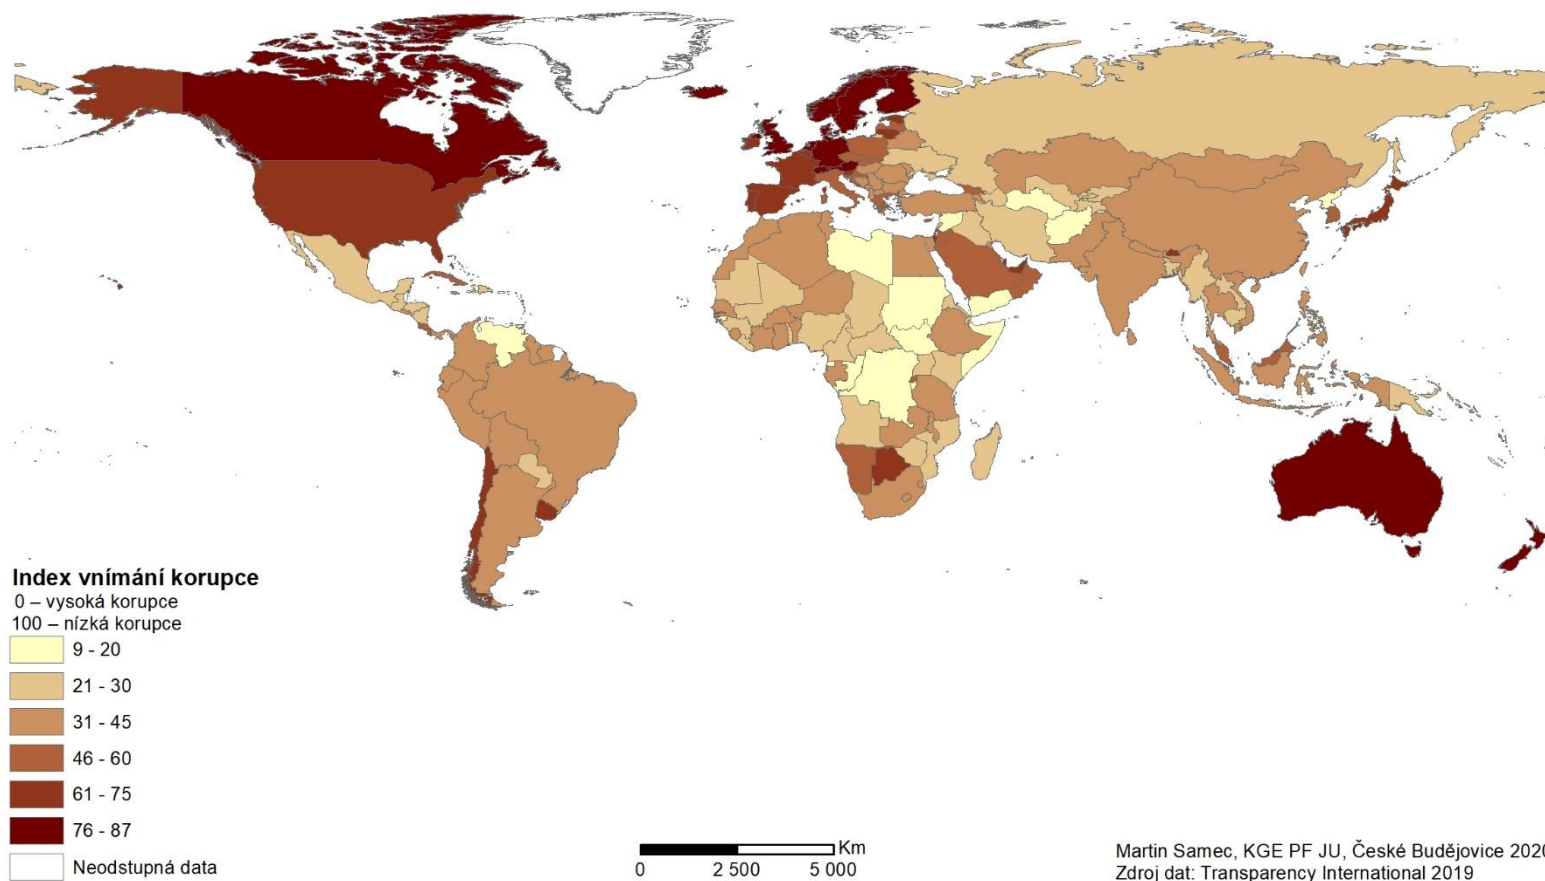 Index vnímání korupce
0 – vysoká korupce
100 – nízká korupce
9 - 20
21 - 30
31 - 45
46 - 60
61 - 75
76 - 87
Neodstupná data
Km
0 2 500 5 000
Martin Samec, KGE PF JU, České Budějovice 2020
Zdroj dat: Transparency International 2019